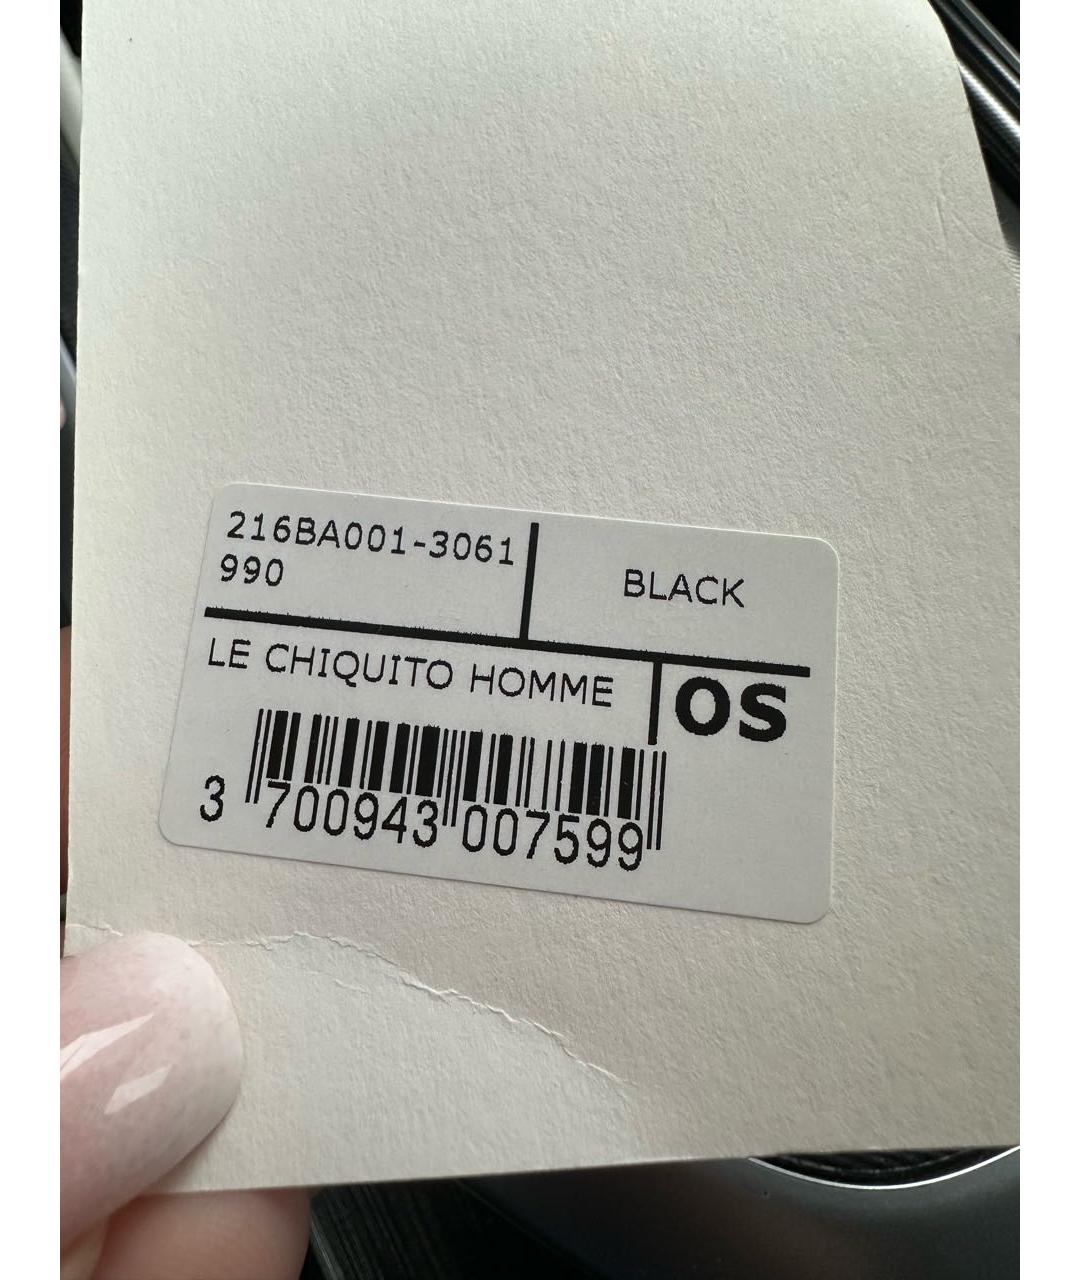 216BA001-3061
990
BLACK
LE CHIQUITO HOMME
OS
3 700943 007599